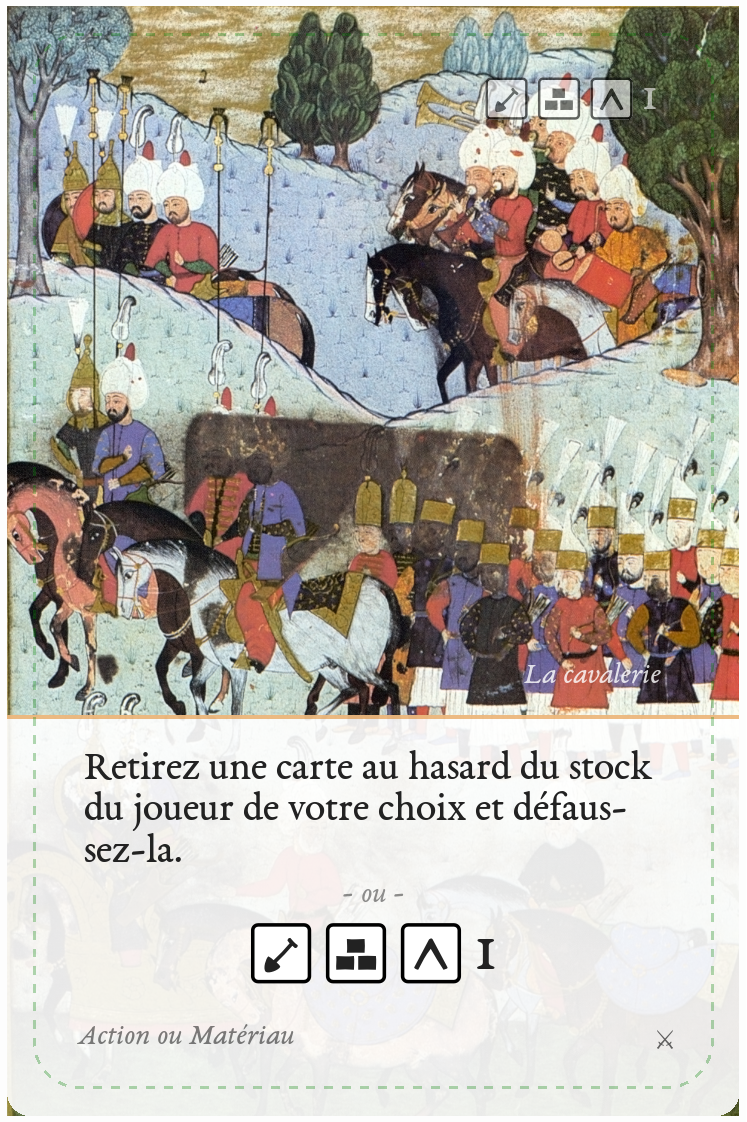 I
La cavalerie
Retirez une carte au hasard du stock
du joueur de votre choix et défaus-
sez-la.
- ou -
I
Action ou Matériau